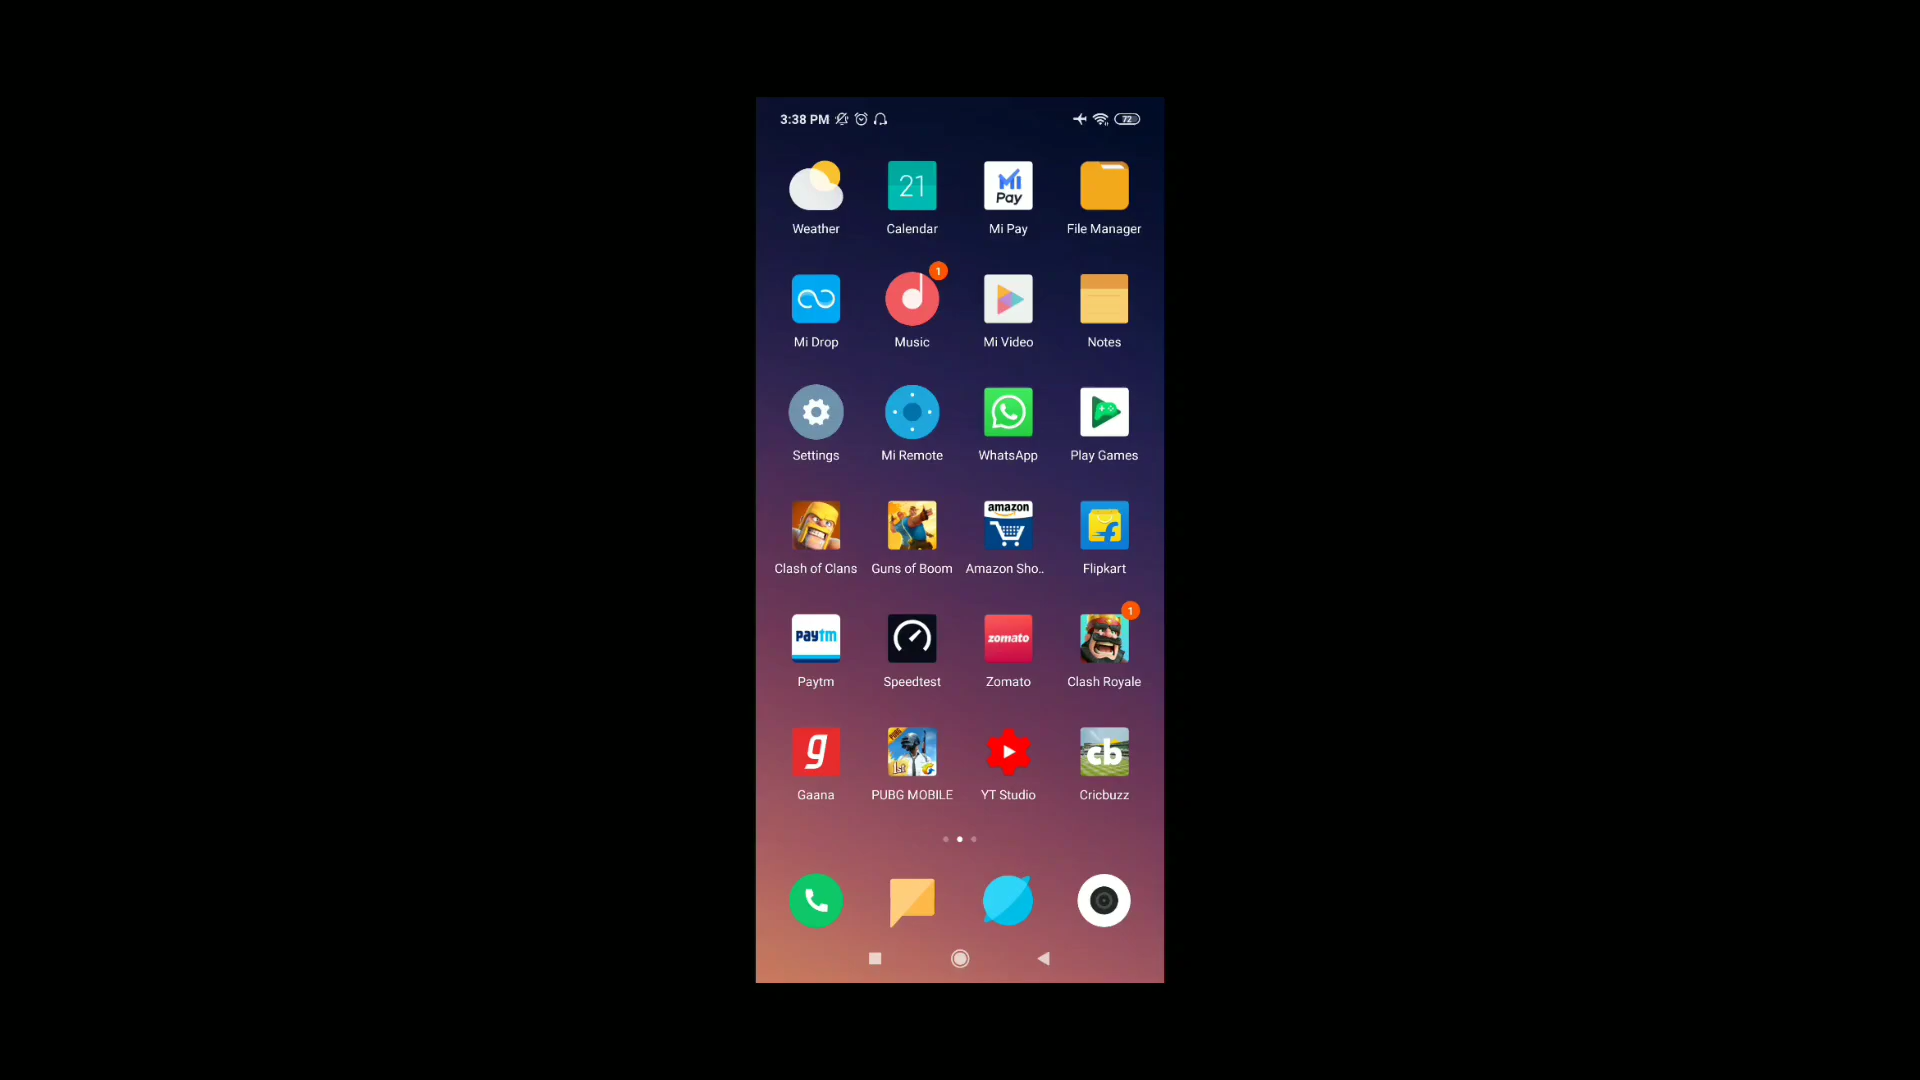 3:38 PM 72
21 Mi Pay
Weather Calendar Mi Pay File Manager
1
Mi Drop Music Mi Video Notes
Settings Mi Remote WhatsApp Play Games
amazon
Clash of Clans Guns of Boom Amazon Sho.. Flipkart
1
paytm zomato
Paytm Speedtest Zomato Clash Royale
g 1st cb
Gaana PUBG MOBILE YT Studio Cricbuzz